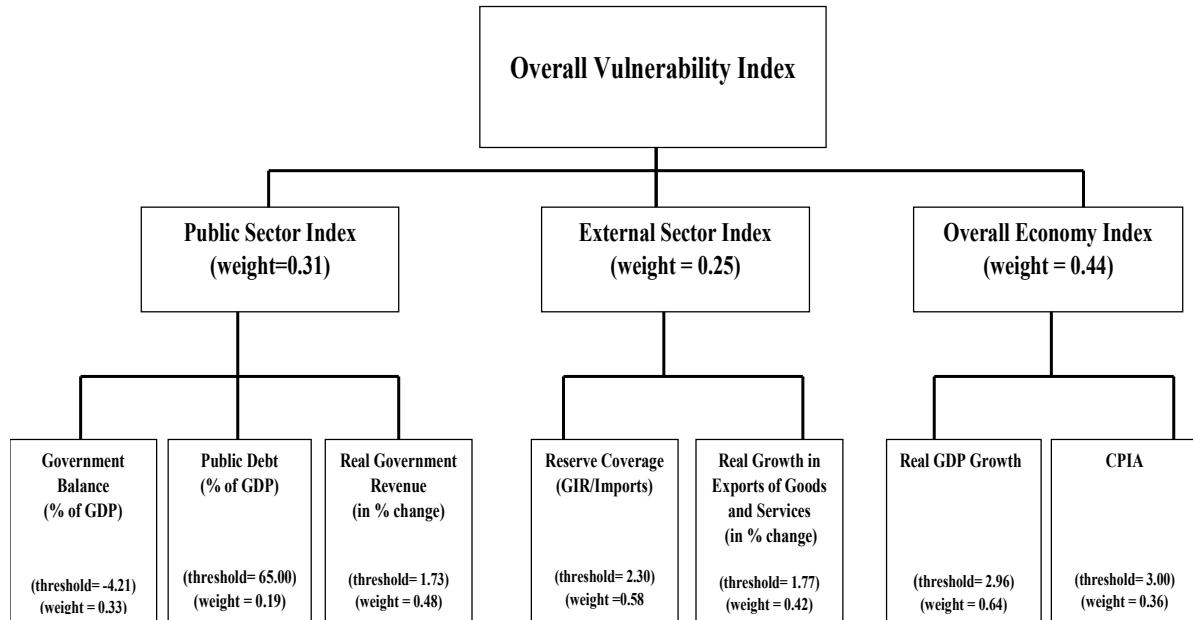 Overall Vulnerability Index
Public Sector Index
(weight=0.31)
External Sector Index
(weight = 0.25)
Overall Economy Index
(weight = 0.44)
Government
Balance
(% of GDP)
(threshold= -4.21)
(weight = 0.33)
Public Debt
(% of GDP)
(threshold= 65.00)
(weight = 0.19)
Real Government
Revenue
(in % change)
(threshold= 1.73)
(weight = 0.48)
Reserve Coverage
(GIR/Imports)
(threshold= 2.30)
(weight =0.58
Real Growth in
Exports of Goods
and Services
(in % change)
(threshold= 1.77)
(weight = 0.42)
Real GDP Growth
(threshold= 2.96)
(weight = 0.64)
CPIA
(threshold= 3.00)
(weight = 0.36)